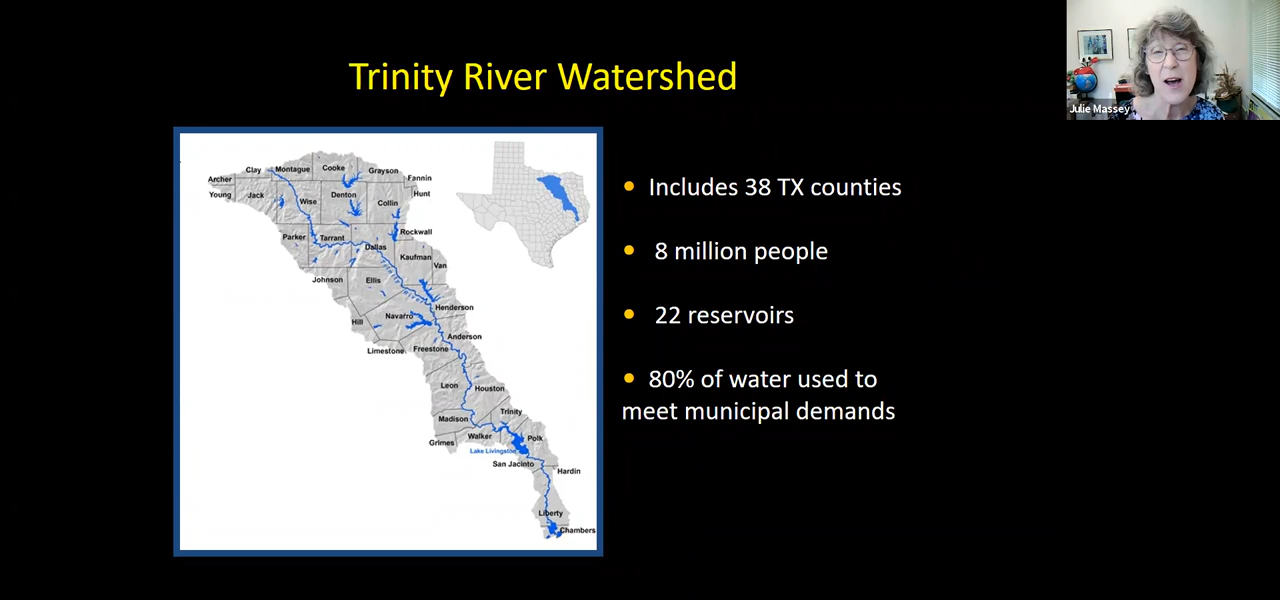 Trinity River Watershed
Julie Massey
Includes 38 TX counties
8 million people
22 reservoirs
80% of water used to
meet municipal demands
Clay
Montague
Cooke
Grayson
Archer
Fannin
Young
Jack
Wise
Denton
Collin
Hunt
Parker
Tarrant
Dallas
Rockwall
Kaufman
Van
Johnson
Ellis
Trinity River
Henderson
Hill
Navarro
Anderson
Limestone
Freestone
Leon
Houston
Madison
Trinity
Grimes
Walker
Polk
Lake Livingston
San Jacinto
Hardin
Liberty
Chambers